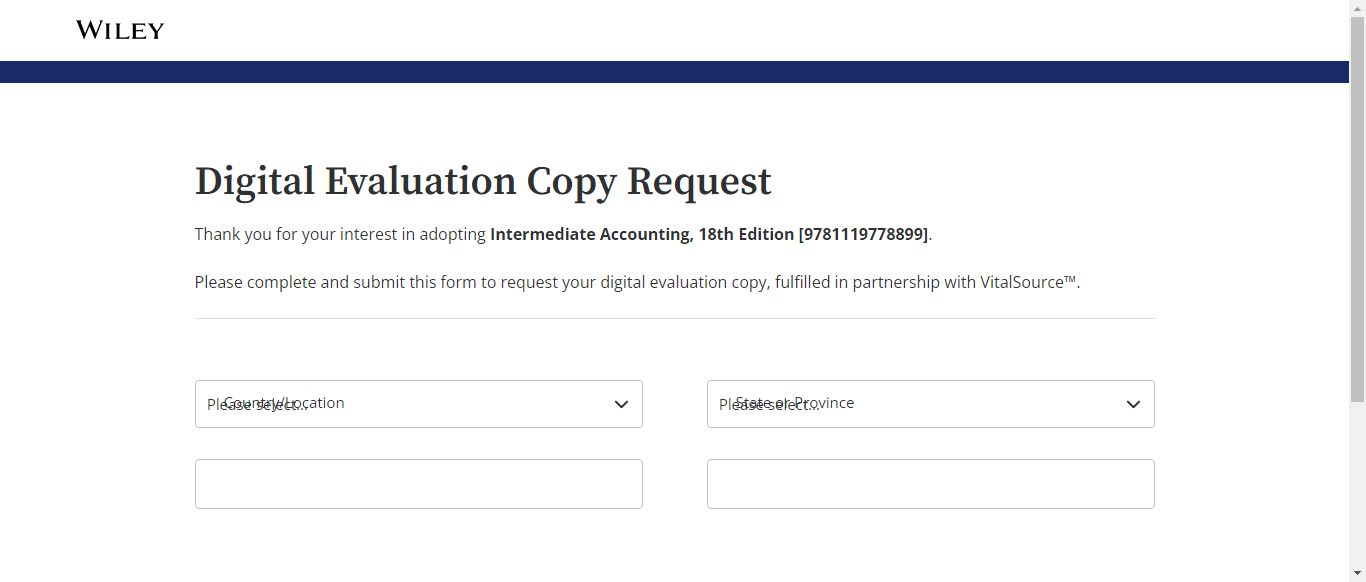 WILEY
Digital Evaluation Copy Request
Thank you for your interest in adopting Intermediate Accounting, 18th Edition [9781119778899].
Please complete and submit this form to request your digital evaluation copy, fulfilled in partnership with VitalSource™.
Please select...
Country/Location
Please select...
State or Province